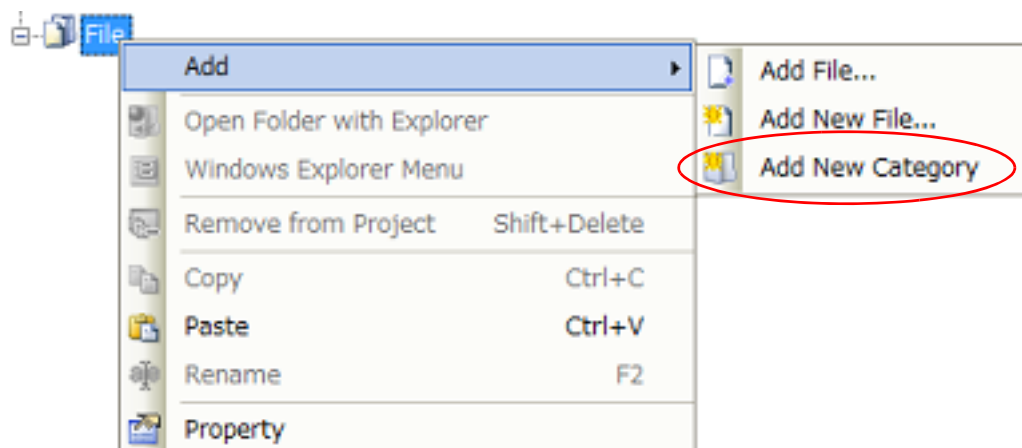 File
Add
Add File...
Add New File...
Add New Category
Open Folder with Explorer
Windows Explorer Menu
Remove from Project Shift+Delete
Copy Ctrl+C
Paste Ctrl+V
Rename F2
Property